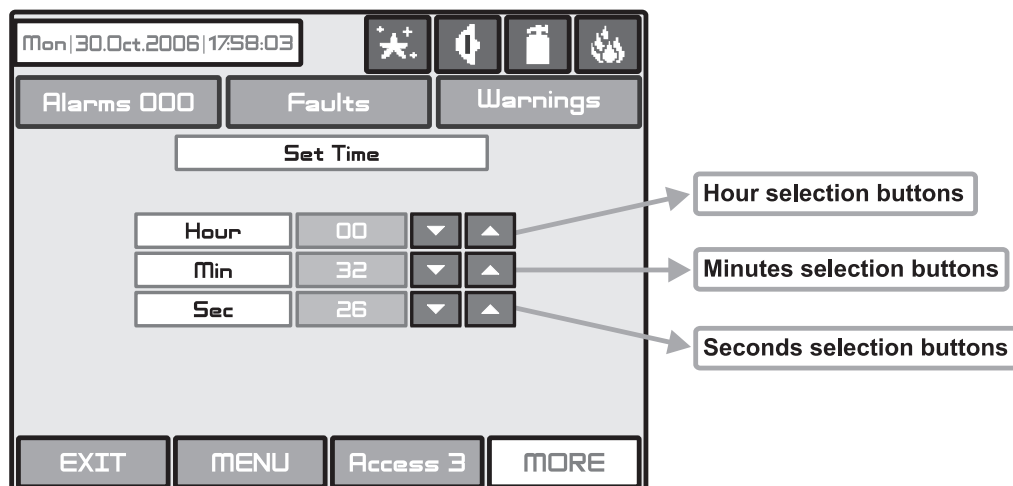 Mon|30.Oct.2006|17:58:03
Alarms 000 Faults Warnings
Set Time
Hour 00
Min 32
Sec 26
Hour selection buttons
Minutes selection buttons
Seconds selection buttons
EXIT MENU Access 3 MORE